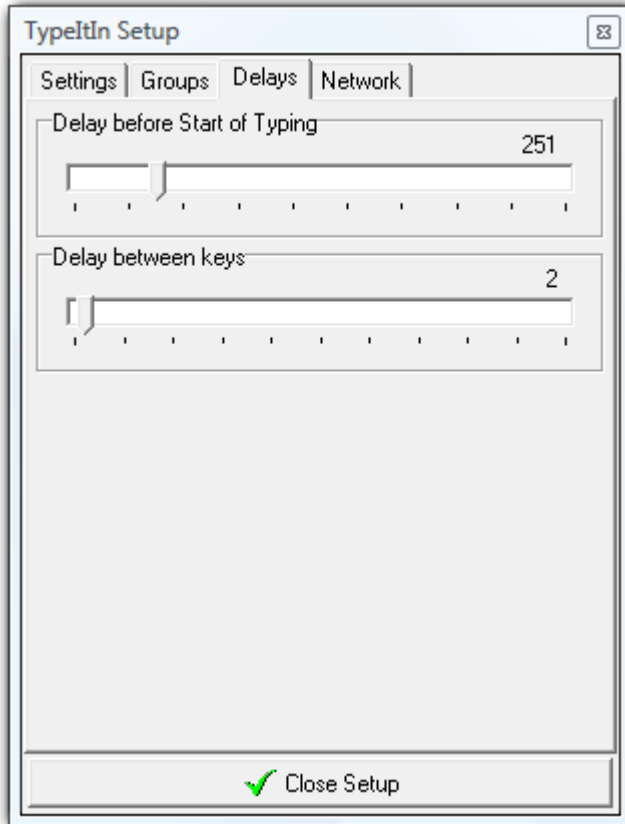 TypeItIn Setup
Settings Groups Delays Network
Delay before Start of Typing
251
Delay between keys
2
Close Setup